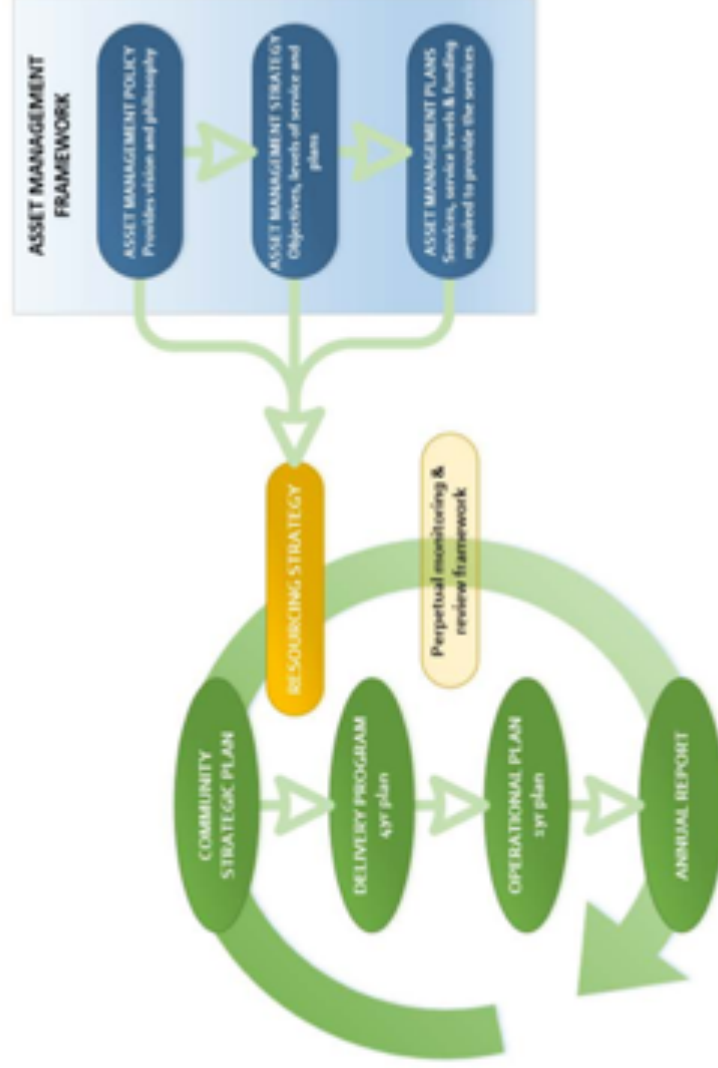 ASSET MANAGEMENT
FRAMEWORK
ASSET MANAGEMENT POLICY
Provides vision and philosophy
ASSET MANAGEMENT STRATEGY
Objectives, levels of service and
plans
ASSET MANAGEMENT PLANS
Services, service levels & funding
required to provide the services
RESOURCING STRATEGY
Perpetual monitoring &
review framework
COMMUNITY
STRATEGIC PLAN
DELIVERY PROGRAM
4yr plan
OPERATIONAL PLAN
1yr plan
ANNUAL REPORT